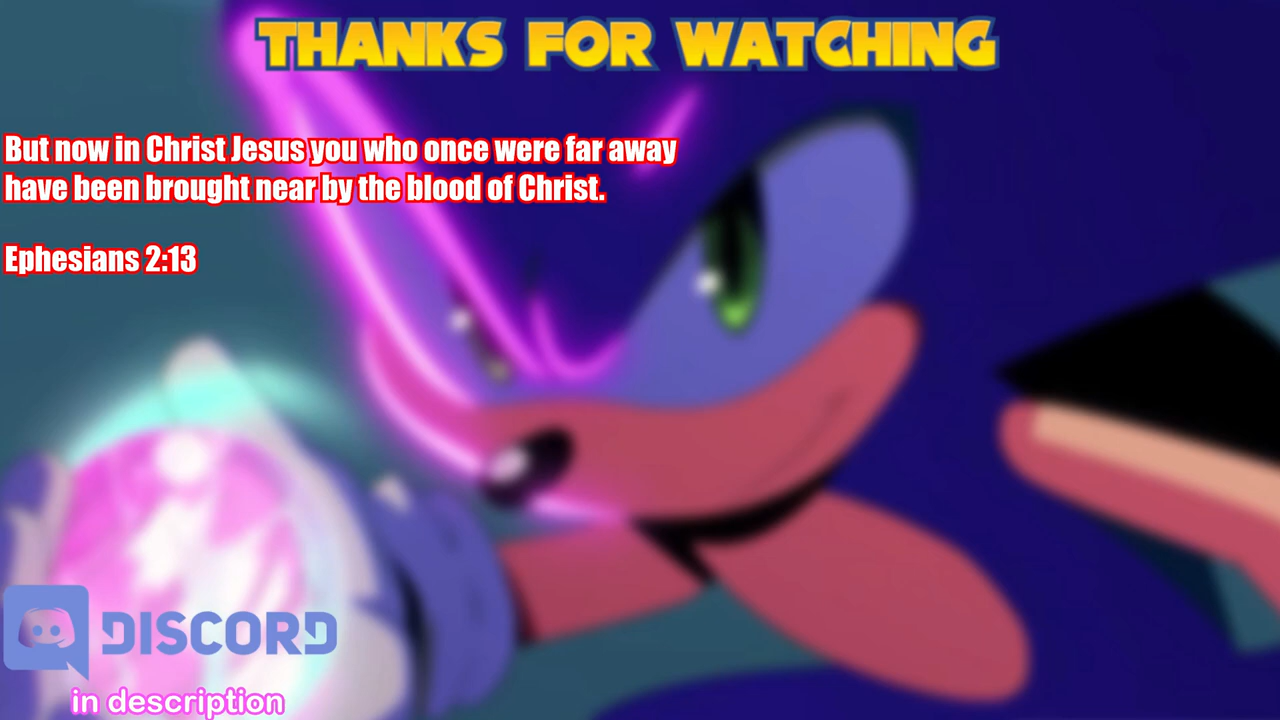 THANKS FOR WATCHING
But now in Christ Jesus you who once were far away
have been brought near by the blood of Christ.
Ephesians 2:13
DISCORD
in description